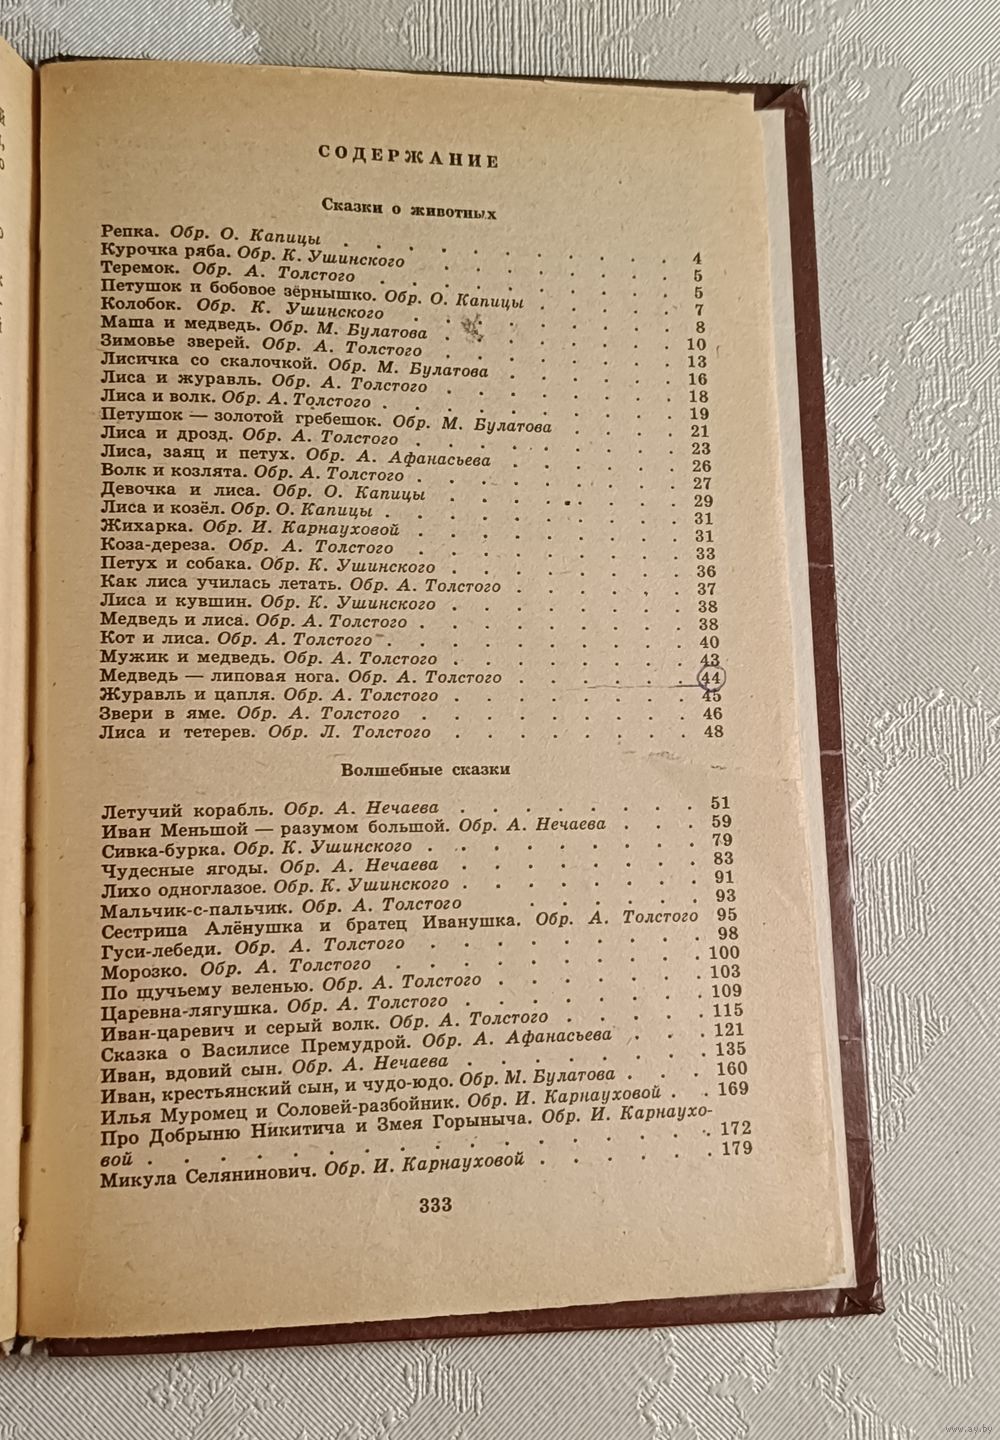 СОДЕРЖАНИЕ
Сказки о животных
Репка. Обр. О. Капицы . . . . . . . . . . . 4
Курочка ряба. Обр. К. Ушинского . . . . . . . . 5
Теремок. Обр. А. Толстого . . . . . . . . . . 5
Петушок и бобовое зёрнышко. Обр. О. Капицы . . . . . 7
Колобок. Обр. К. Ушинского . . . . . . . . . 8
Маша и медведь. Обр. М. Булатова . . . . . . . . 10
Зимовье зверей. Обр. А. Толстого . . . . . . . . 13
Лисичка со скалочкой. Обр. М. Булатова . . . . . . 16
Лиса и журавль. Обр. А. Толстого . . . . . . . . 18
Лиса и волк. Обр. А. Толстого . . . . . . . . . . 19
Петушок — золотой гребешок. Обр. М. Булатова . . . . 21
Лиса и дрозд. Обр. А. Толстого . . . . . . . . . 23
Лиса, заяц и петух. Обр. А. Афанасьева . . . . . . 26
Волк и козлята. Обр. А. Толстого . . . . . . . . . 27
Девочка и лиса. Обр. О. Капицы . . . . . . . . 29
Лиса и козёл. Обр. О. Капицы . . . . . . . . . . 31
Жихарка. Обр. И. Карнауховой . . . . . . . . . 31
Коза-дереза. Обр. А. Толстого . . . . . . . . . 33
Петух и собака. Обр. К. Ушинского . . . . . . . . 36
Как лиса училась летать. Обр. А. Толстого . . . . . . 37
Лиса и кувшин. Обр. К. Ушинского . . . . . . . . 38
Медведь и лиса. Обр. А. Толстого . . . . . . . . . 38
Кот и лиса. Обр. А. Толстого . . . . . . . . . . 40
Мужик и медведь. Обр. А. Толстого . . . . . . . . 43
Медведь — липовая нога. Обр. А. Толстого . . . . . . 44
Журавль и цапля. Обр. А. Толстого . . . . . . . . 45
Звери в яме. Обр. А. Толстого . . . . . . . . . 46
Лиса и тетерев. Обр. Л. Толстого . . . . . . . . 48
Волшебные сказки
Летучий корабль. Обр. А. Нечаева . . . . . . . . 51
Иван Меньшой — разумом большой. Обр. А. Нечаева . . . 59
Сивка-бурка. Обр. К. Ушинского . . . . . . . . . 79
Чудесные ягоды. Обр. А. Нечаева . . . . . . . . 83
Лихо одноглазое. Обр. К. Ушинского . . . . . . . . 91
Мальчик-с-пальчик. Обр. А. Толстого . . . . . . 93
Сестрица Алёнушка и братец Иванушка. Обр. А. Толстого 95
Гуси-лебеди. Обр. А. Толстого . . . . . . . . . . 98
Морозко. Обр. А. Толстого . . . . . . . . . . 100
По щучьему веленью. Обр. А. Толстого . . . . . . . 103
Царевна-лягушка. Обр. А. Толстого . . . . . . . . 109
Иван-царевич и серый волк. Обр. А. Толстого . . . . . 115
Сказка о Василисе Премудрой. Обр. А. Афанасьева . . . 121
Иван, вдовий сын. Обр. А. Нечаева . . . . . . . . 135
Иван, крестьянский сын, и чудо-юдо. Обр. М. Булатова . . . 160
Илья Муромец и Соловей-разбойник. Обр. И. Карнауховой . . 169
Про Добрыню Никитича и Змея Горыныча. Обр. И. Карнаухо-
вой . . . . . . . . . . . . . . . . . 172
Микула Селянинович. Обр. И. Карнауховой . . . . . . 179
333
www.ay.by